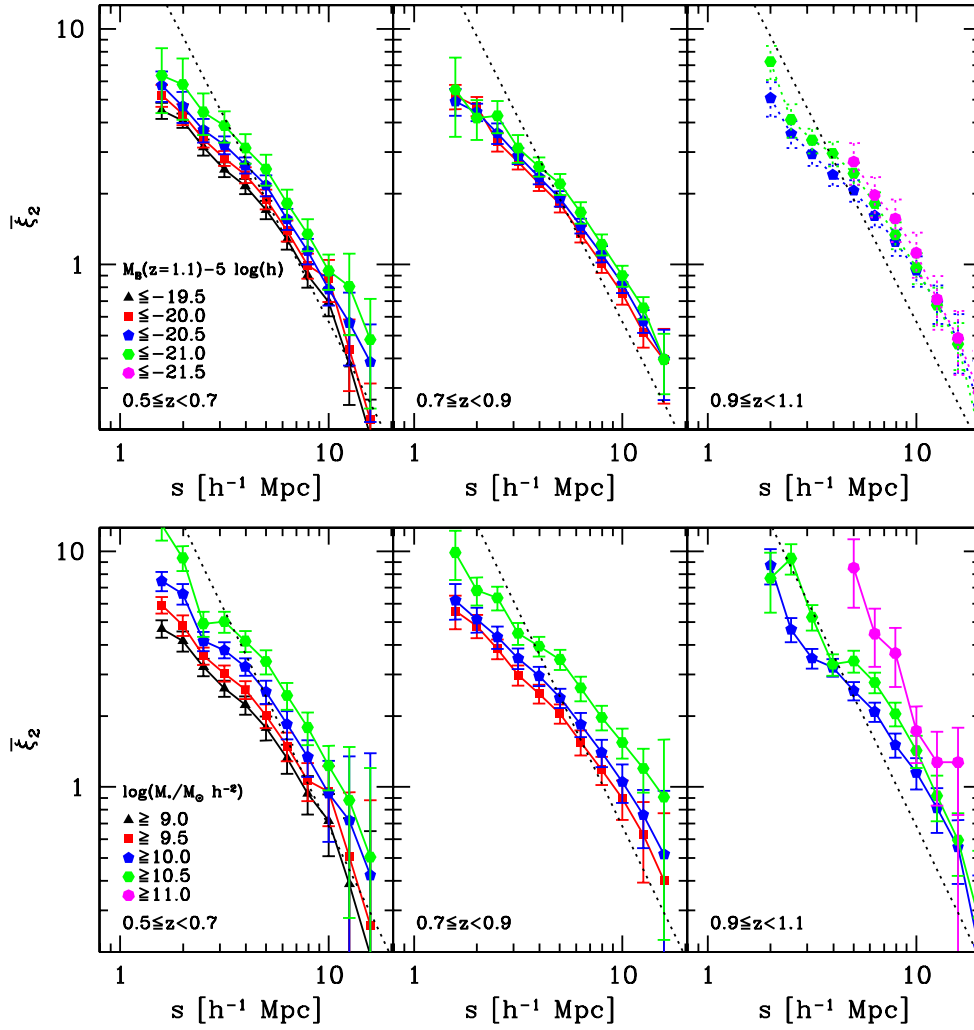 10
1
ξ̄₂
M_B(z=1.1)−5 log(h)
≤−19.5
≤−20.0
≤−20.5
≤−21.0
≤−21.5
0.5≤z<0.7
0.7≤z<0.9
0.9≤z<1.1
1 10 1 10 1 10
s [h⁻¹ Mpc] s [h⁻¹ Mpc] s [h⁻¹ Mpc]
10
1
ξ̄₂
log(M*/M☉ h⁻²)
≥ 9.0
≥ 9.5
≥10.0
≥10.5
≥11.0
0.5≤z<0.7
0.7≤z<0.9
0.9≤z<1.1
1 10 1 10 1 10
s [h⁻¹ Mpc] s [h⁻¹ Mpc] s [h⁻¹ Mpc]